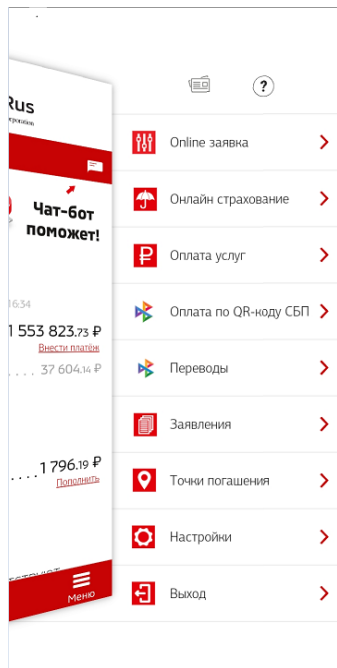 Rus
Corporation
Чат-бот
поможет!
16:34
1 553 823.73 ₽
Внести платёж
.... 37 604.14 ₽
....1 796.19 ₽
Пополнить
Меню
?
Online заявка
Онлайн страхование
Оплата услуг
Оплата по QR-коду СБП
Переводы
Заявления
Точки погашения
Настройки
Выход